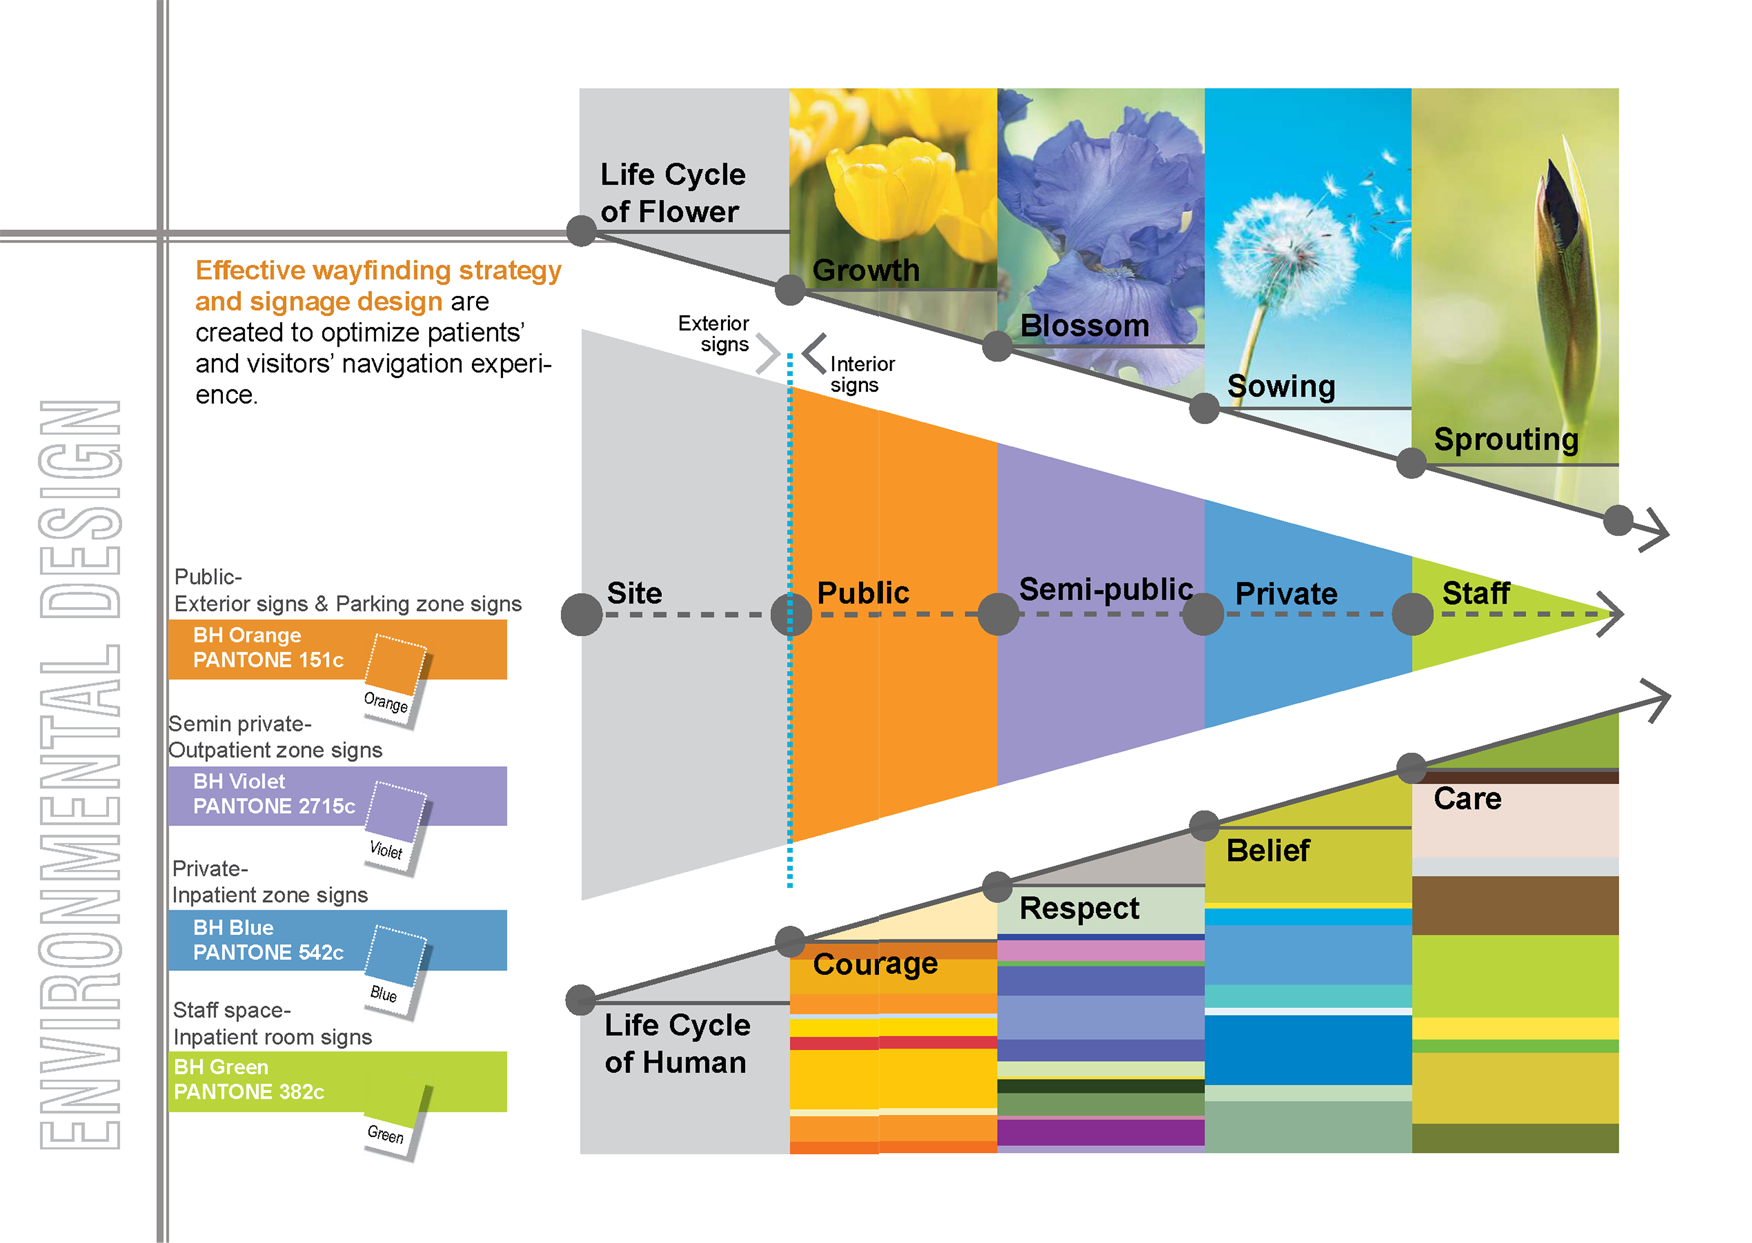 ENVIRONMENTAL DESIGN
Effective wayfinding strategy
and signage design are
created to optimize patients’
and visitors’ navigation experi-
ence.
Public-
Exterior signs & Parking zone signs
BH Orange
PANTONE 151c
Orange
Semin private-
Outpatient zone signs
BH Violet
PANTONE 2715c
Violet
Private-
Inpatient zone signs
BH Blue
PANTONE 542c
Blue
Staff space-
Inpatient room signs
BH Green
PANTONE 382c
Green
Life Cycle
of Flower
Growth
Blossom
Sowing
Sprouting
Exterior
signs
Interior
signs
Site
Public
Semi-public
Private
Staff
Life Cycle
of Human
Courage
Respect
Belief
Care